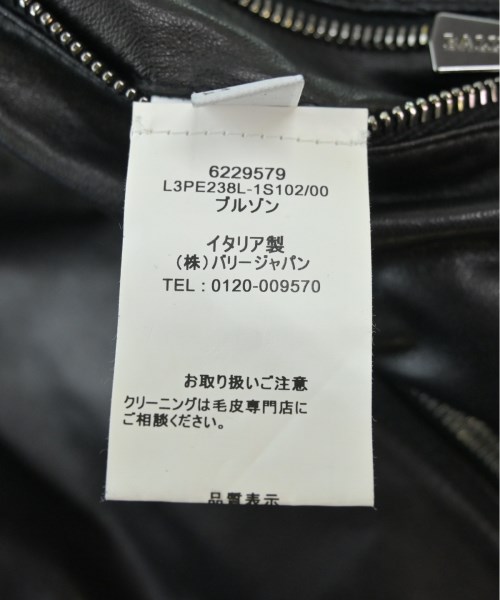 6229579
L3PE238L-1S102/00
ブルゾン
イタリア製
（株）バリージャパン
TEL : 0120-009570
お取り扱いご注意
クリーニングは毛皮専門店に
ご相談ください。
品質表示